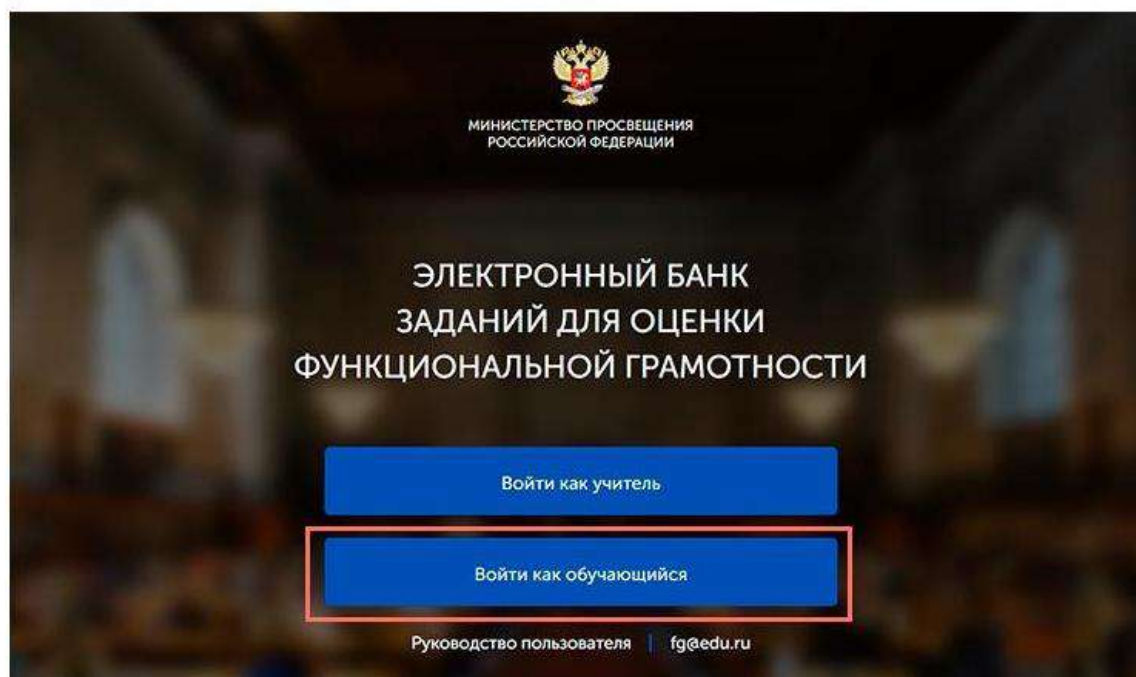 МИНИСТЕРСТВО ПРОСВЕЩЕНИЯ
РОССИЙСКОЙ ФЕДЕРАЦИИ
ЭЛЕКТРОННЫЙ БАНК
ЗАДАНИЙ ДЛЯ ОЦЕНКИ
ФУНКЦИОНАЛЬНОЙ ГРАМОТНОСТИ
Войти как учитель
Войти как обучающийся
Руководство пользователя | fg@edu.ru